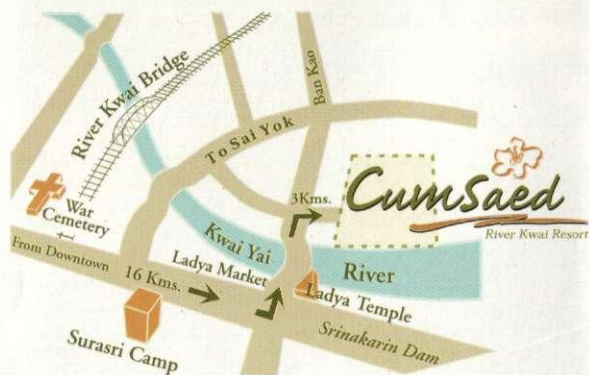 River Kwai Bridge
To Sai Yok
Ban Kao
3Kms.
Cumsaed
River Kwai Resort
War
Cemetery
Kwai Yai
River
From Downtown
16 Kms.
Ladya Market
Ladya Temple
Surasri Camp
Srinakarin Dam